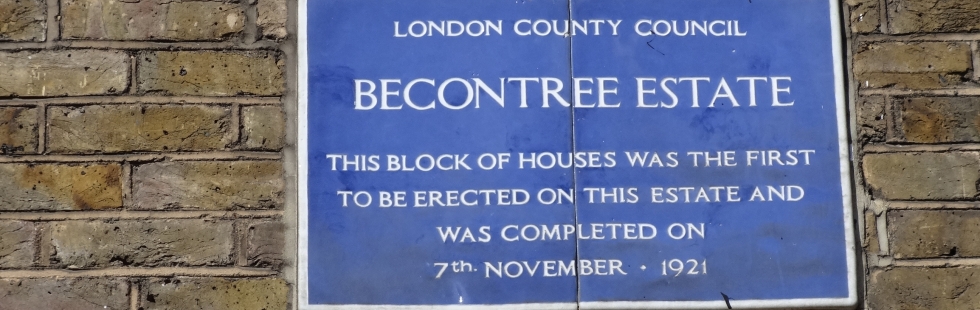 LONDON COUNTY COUNCIL
BECONTREE ESTATE
THIS BLOCK OF HOUSES WAS THE FIRST
TO BE ERECTED ON THIS ESTATE AND
WAS COMPLETED ON
7th. NOVEMBER · 1921